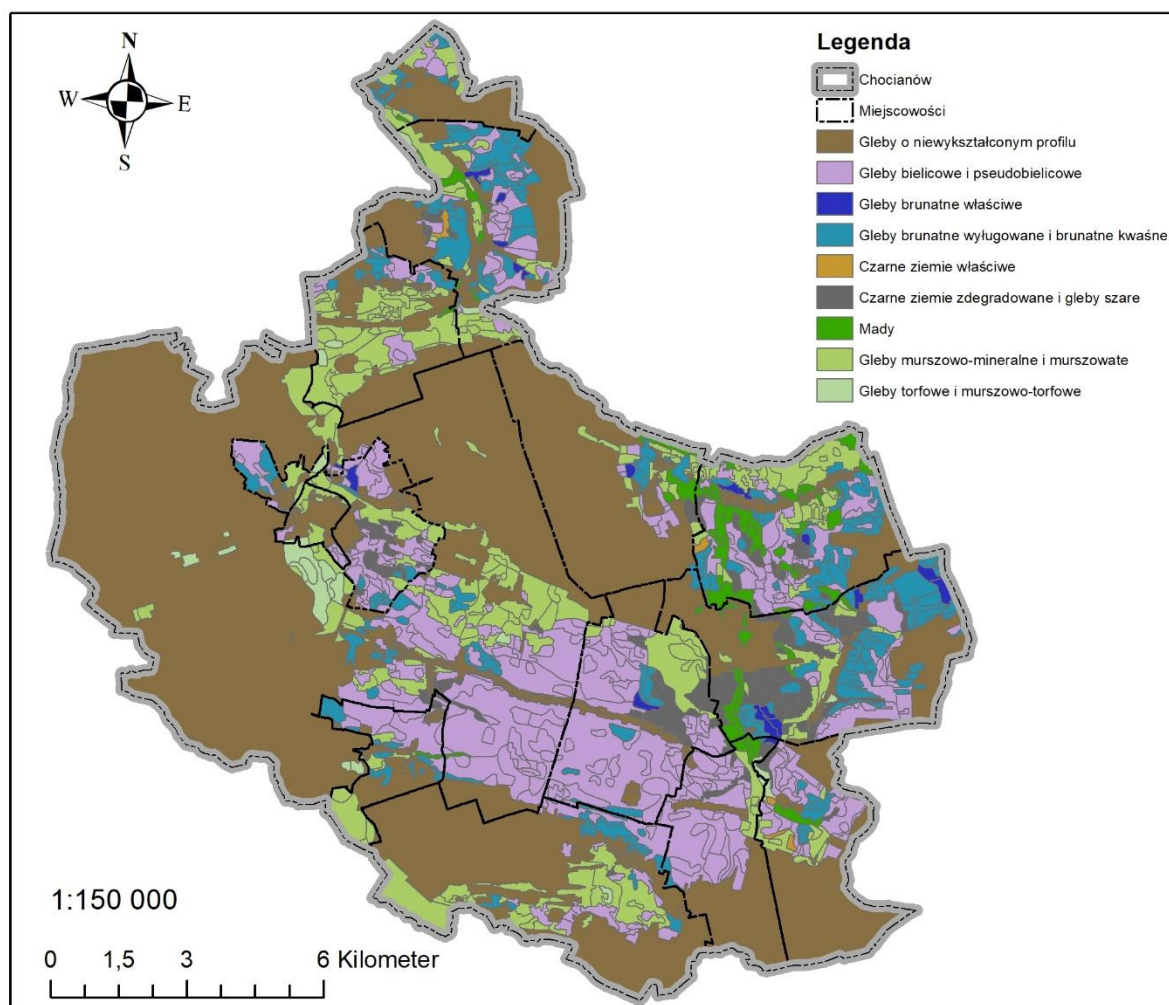 N
W
E
S
Legenda
Chocianów
Miejscowości
Gleby o niewykształconym profilu
Gleby bielicowe i pseudobielicowe
Gleby brunatne właściwe
Gleby brunatne wyługowane i brunatne kwaśne
Czarne ziemie właściwe
Czarne ziemie zdegradowane i gleby szare
Mady
Gleby murszowo-mineralne i murszowate
Gleby torfowe i murszowo-torfowe
1:150 000
0 1,5 3 6 Kilometer